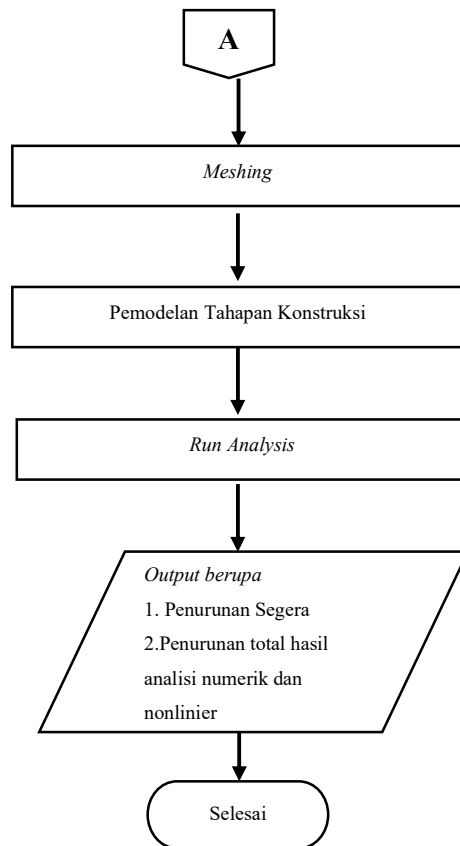 A
Meshing
Pemodelan Tahapan Konstruksi
Run Analysis
Output berupa
1. Penurunan Segera
2.Penurunan total hasil
analisi numerik dan
nonlinier
Selesai